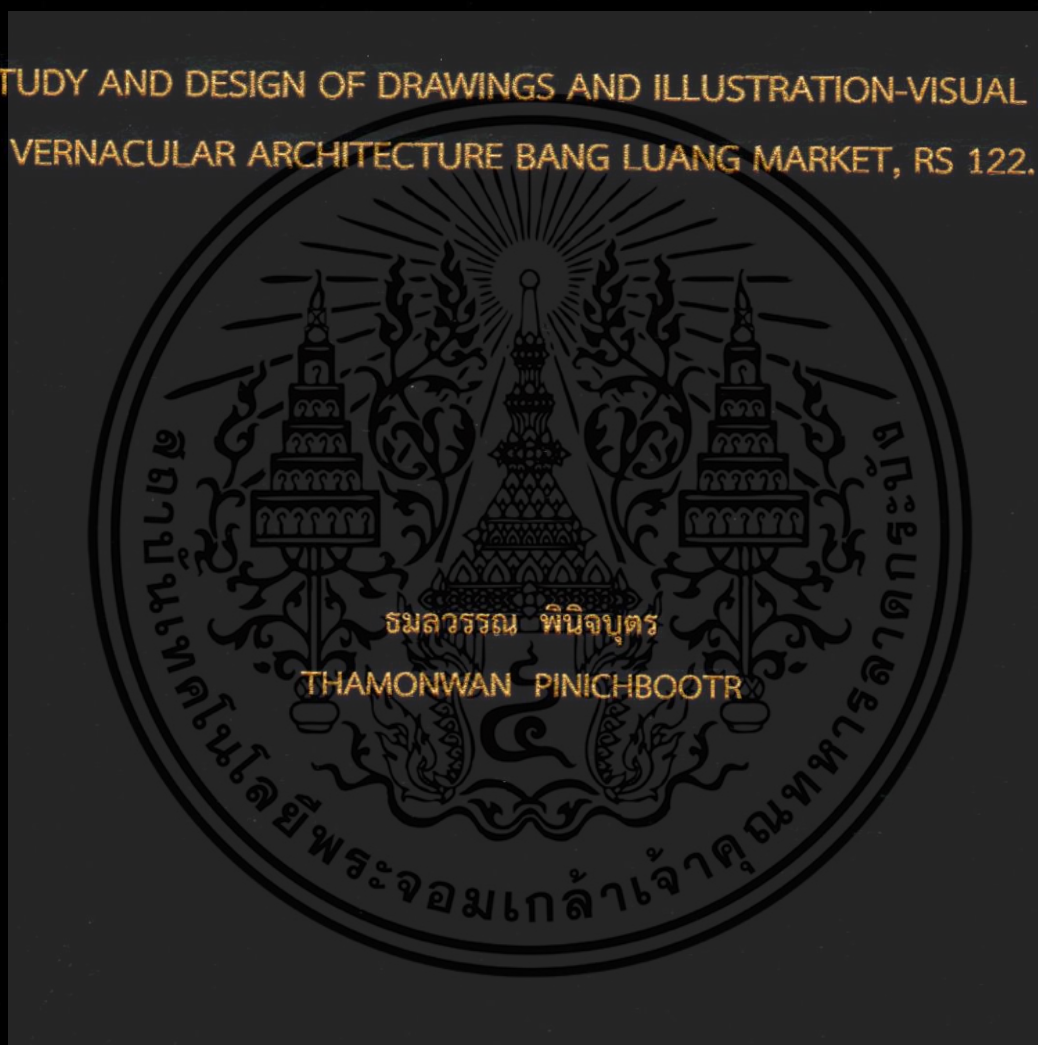 TUDY AND DESIGN OF DRAWINGS AND ILLUSTRATION-VISUAL
VERNACULAR ARCHITECTURE BANG LUANG MARKET, RS 122.
ธมลวรรณ พินิจบุตร
THAMONWAN PINICHBOOTR
สถาบันเทคโนโลยีพระจอมเกล้าเจ้าคุณทหารลาดกระบัง